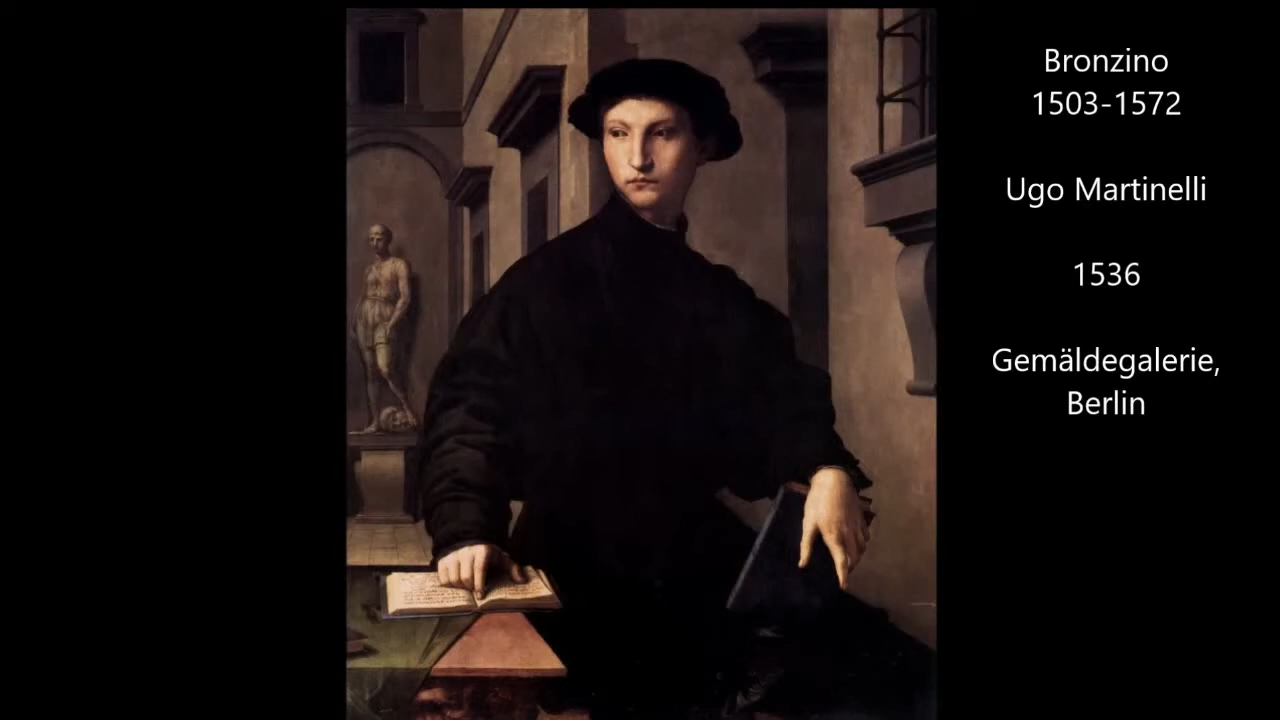 Bronzino
1503-1572
Ugo Martinelli
1536
Gemäldegalerie,
Berlin